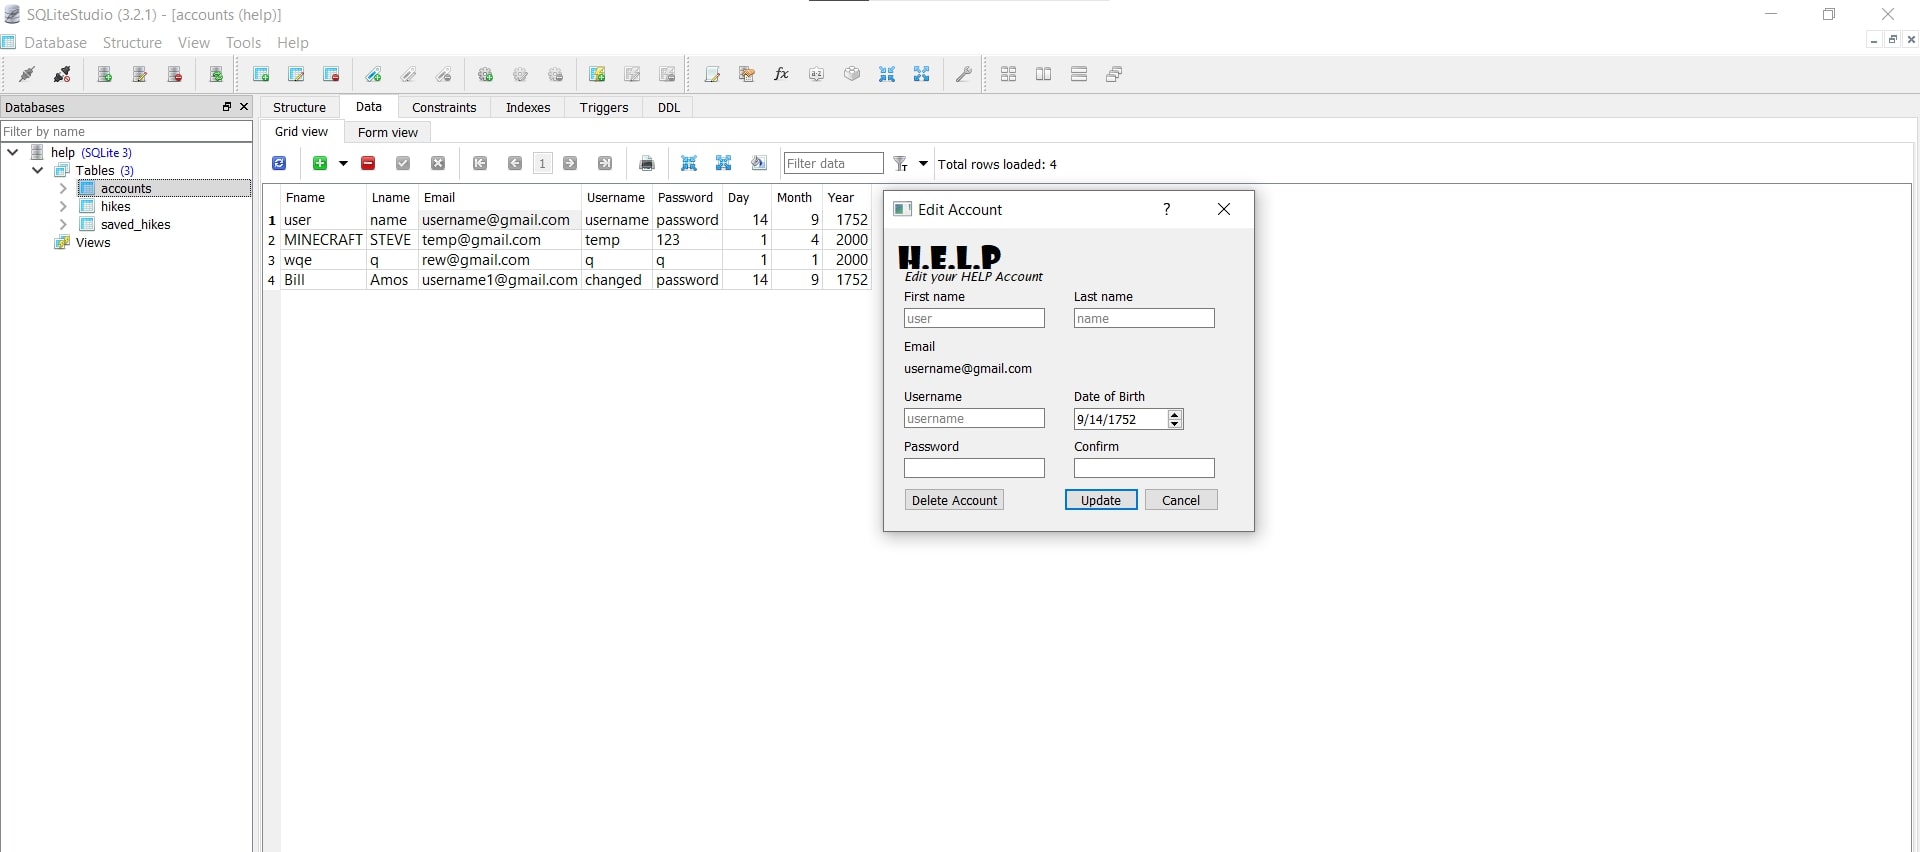 SQLiteStudio (3.2.1) - [accounts (help)]
Database Structure View Tools Help
Databases
Filter by name
help (SQLite 3)
Tables (3)
accounts
hikes
saved_hikes
Views
Structure Data Constraints Indexes Triggers DDL
Grid view Form view
1 Filter data Total rows loaded: 4
Fname Lname Email Username Password Day Month Year
1 user name username@gmail.com username password 14 9 1752
2 MINECRAFT STEVE temp@gmail.com temp 123 1 4 2000
3 wqe q rew@gmail.com q q 1 1 2000
4 Bill Amos username1@gmail.com changed password 14 9 1752
Edit Account ?
H.E.L.P
Edit your HELP Account
First name Last name
user name
Email
username@gmail.com
Username Date of Birth
username 9/14/1752
Password Confirm
Delete Account Update Cancel